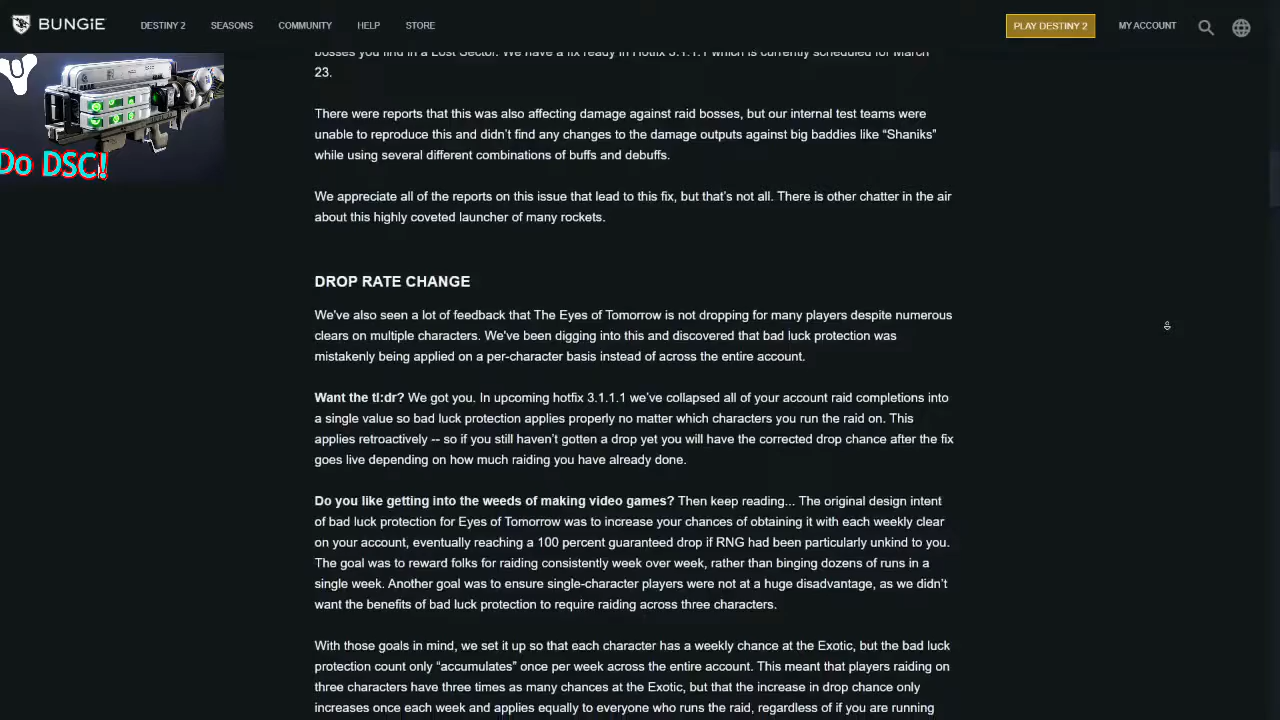 BUNGiE
DESTINY 2
SEASONS
COMMUNITY
HELP
STORE
PLAY DESTINY 2
MY ACCOUNT
Do DSC!
bosses you find in a Lost Sector. We have a fix ready in Hotfix 3.1.1.1 which is currently scheduled for March
23.
There were reports that this was also affecting damage against raid bosses, but our internal test teams were
unable to reproduce this and didn't find any changes to the damage outputs against big baddies like “Shaniks”
while using several different combinations of buffs and debuffs.
We appreciate all of the reports on this issue that lead to this fix, but that's not all. There is other chatter in the air
about this highly coveted launcher of many rockets.
DROP RATE CHANGE
We've also seen a lot of feedback that The Eyes of Tomorrow is not dropping for many players despite numerous
clears on multiple characters. We've been digging into this and discovered that bad luck protection was
mistakenly being applied on a per-character basis instead of across the entire account.
Want the tl:dr? We got you. In upcoming hotfix 3.1.1.1 we've collapsed all of your account raid completions into
a single value so bad luck protection applies properly no matter which characters you run the raid on. This
applies retroactively -- so if you still haven't gotten a drop yet you will have the corrected drop chance after the fix
goes live depending on how much raiding you have already done.
Do you like getting into the weeds of making video games? Then keep reading... The original design intent
of bad luck protection for Eyes of Tomorrow was to increase your chances of obtaining it with each weekly clear
on your account, eventually reaching a 100 percent guaranteed drop if RNG had been particularly unkind to you.
The goal was to reward folks for raiding consistently week over week, rather than binging dozens of runs in a
single week. Another goal was to ensure single-character players were not at a huge disadvantage, as we didn't
want the benefits of bad luck protection to require raiding across three characters.
With those goals in mind, we set it up so that each character has a weekly chance at the Exotic, but the bad luck
protection count only “accumulates” once per week across the entire account. This meant that players raiding on
three characters have three times as many chances at the Exotic, but that the increase in drop chance only
increases once each week and applies equally to everyone who runs the raid, regardless of if you are running